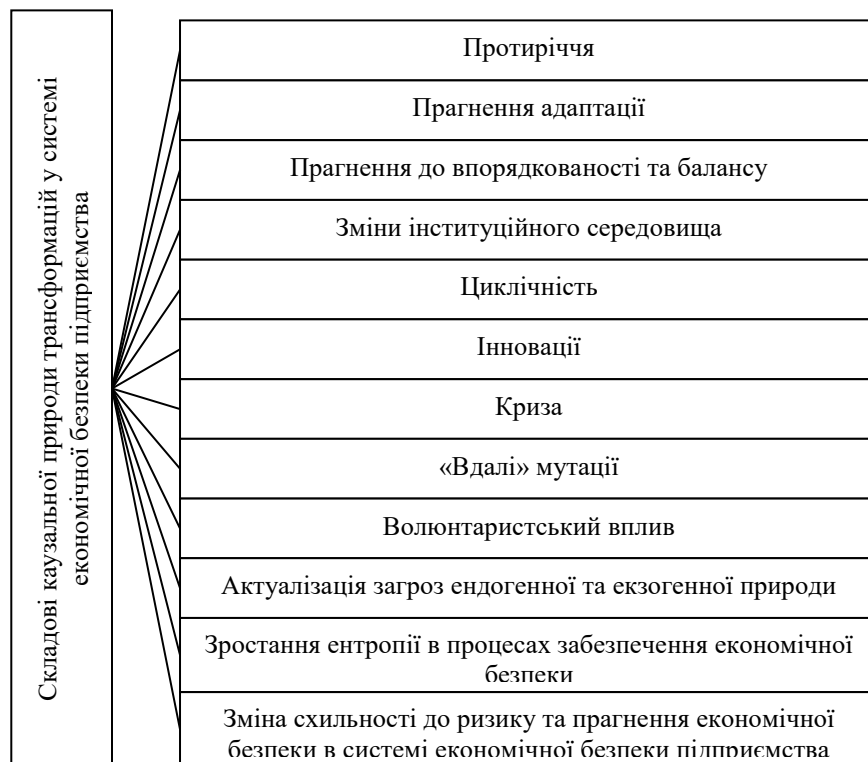 Складові каузальної природи трансформацій у системі
економічної безпеки підприємства
Протиріччя
Прагнення адаптації
Прагнення до впорядкованості та балансу
Зміни інституційного середовища
Циклічність
Інновації
Криза
«Вдалі» мутації
Волюнтаристський вплив
Актуалізація загроз ендогенної та екзогенної природи
Зростання ентропії в процесах забезпечення економічної
безпеки
Зміна схильності до ризику та прагнення економічної
безпеки в системі економічної безпеки підприємства